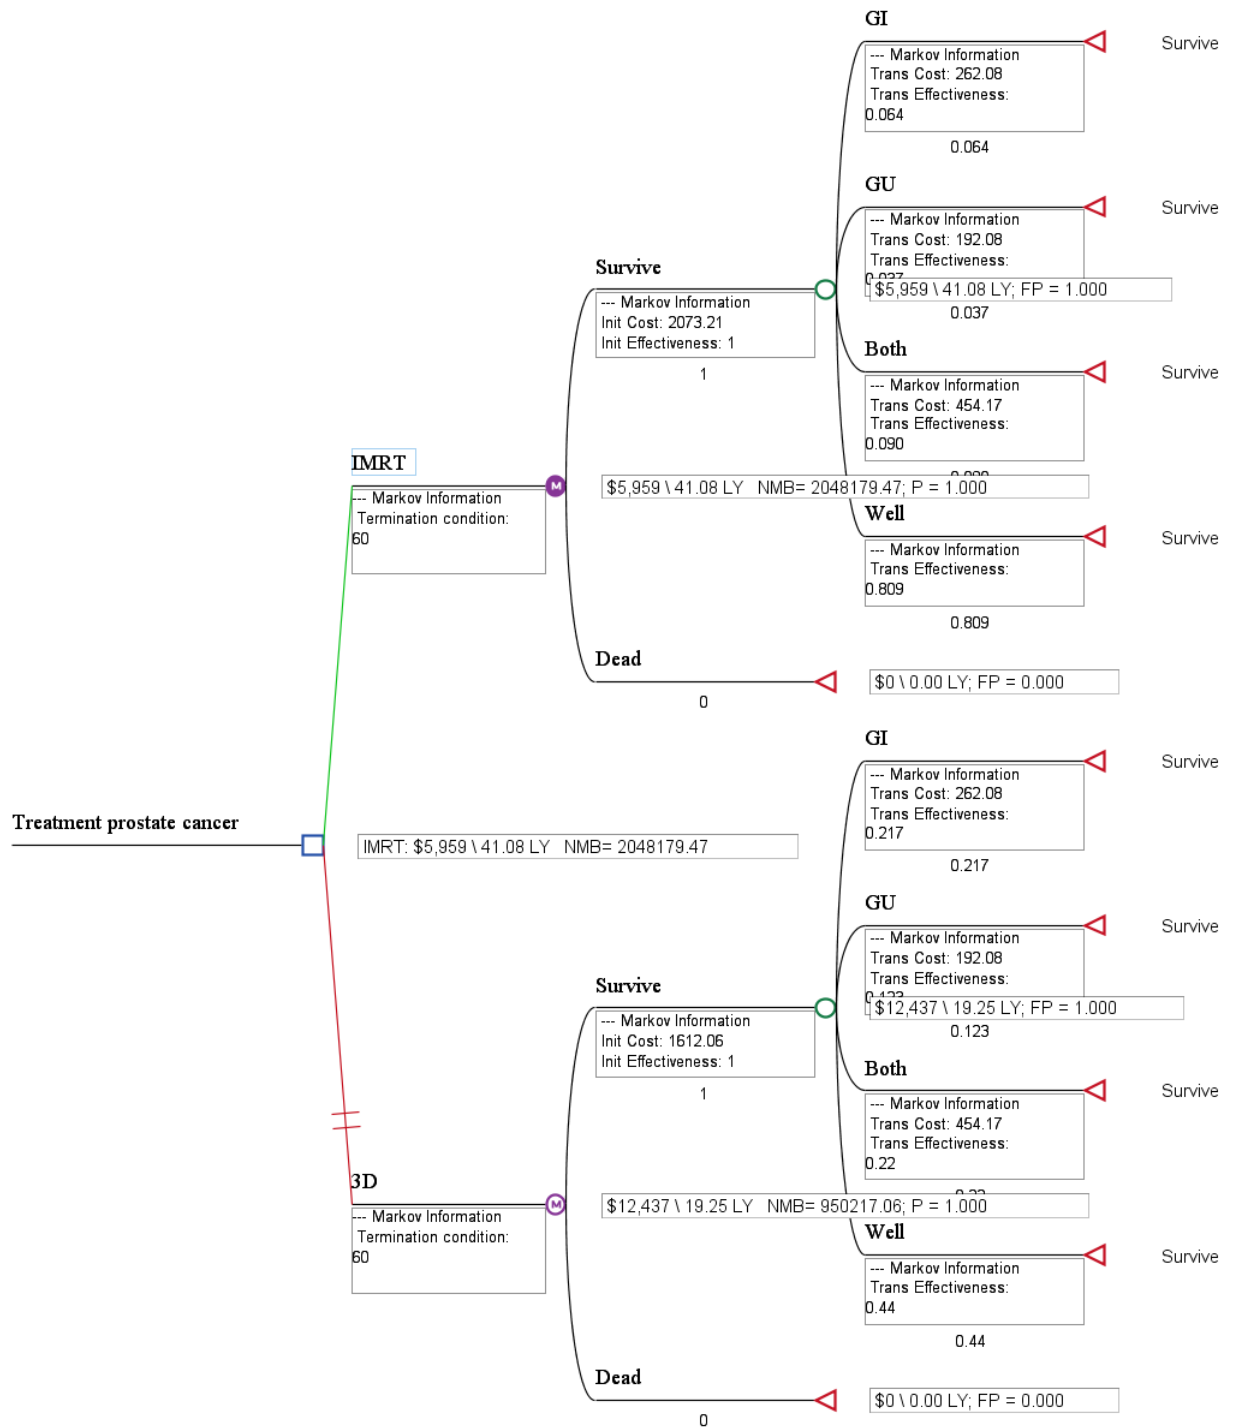 GI
Survive
--- Markov Information
Trans Cost: 262.08
Trans Effectiveness:
0.064
0.064
GU
Survive
--- Markov Information
Trans Cost: 192.08
Trans Effectiveness:
0.037
$5,959 \ 41.08 LY; FP = 1.000
0.037
Survive
--- Markov Information
Init Cost: 2073.21
Init Effectiveness: 1
1
Both
Survive
--- Markov Information
Trans Cost: 454.17
Trans Effectiveness:
0.090
IMRT
--- Markov Information
Termination condition:
60
$5,959 \ 41.08 LY NMB= 2048179.47; P = 1.000
Well
Survive
--- Markov Information
Trans Effectiveness:
0.809
0.809
Dead
0
$0 \ 0.00 LY; FP = 0.000
Treatment prostate cancer
IMRT: $5,959 \ 41.08 LY NMB= 2048179.47
GI
Survive
--- Markov Information
Trans Cost: 262.08
Trans Effectiveness:
0.217
0.217
GU
Survive
--- Markov Information
Trans Cost: 192.08
Trans Effectiveness:
0.123
$12,437 \ 19.25 LY; FP = 1.000
0.123
Survive
--- Markov Information
Init Cost: 1612.06
Init Effectiveness: 1
1
Both
Survive
--- Markov Information
Trans Cost: 454.17
Trans Effectiveness:
0.22
3D
--- Markov Information
Termination condition:
60
$12,437 \ 19.25 LY NMB= 950217.06; P = 1.000
Well
Survive
--- Markov Information
Trans Effectiveness:
0.44
0.44
Dead
0
$0 \ 0.00 LY; FP = 0.000